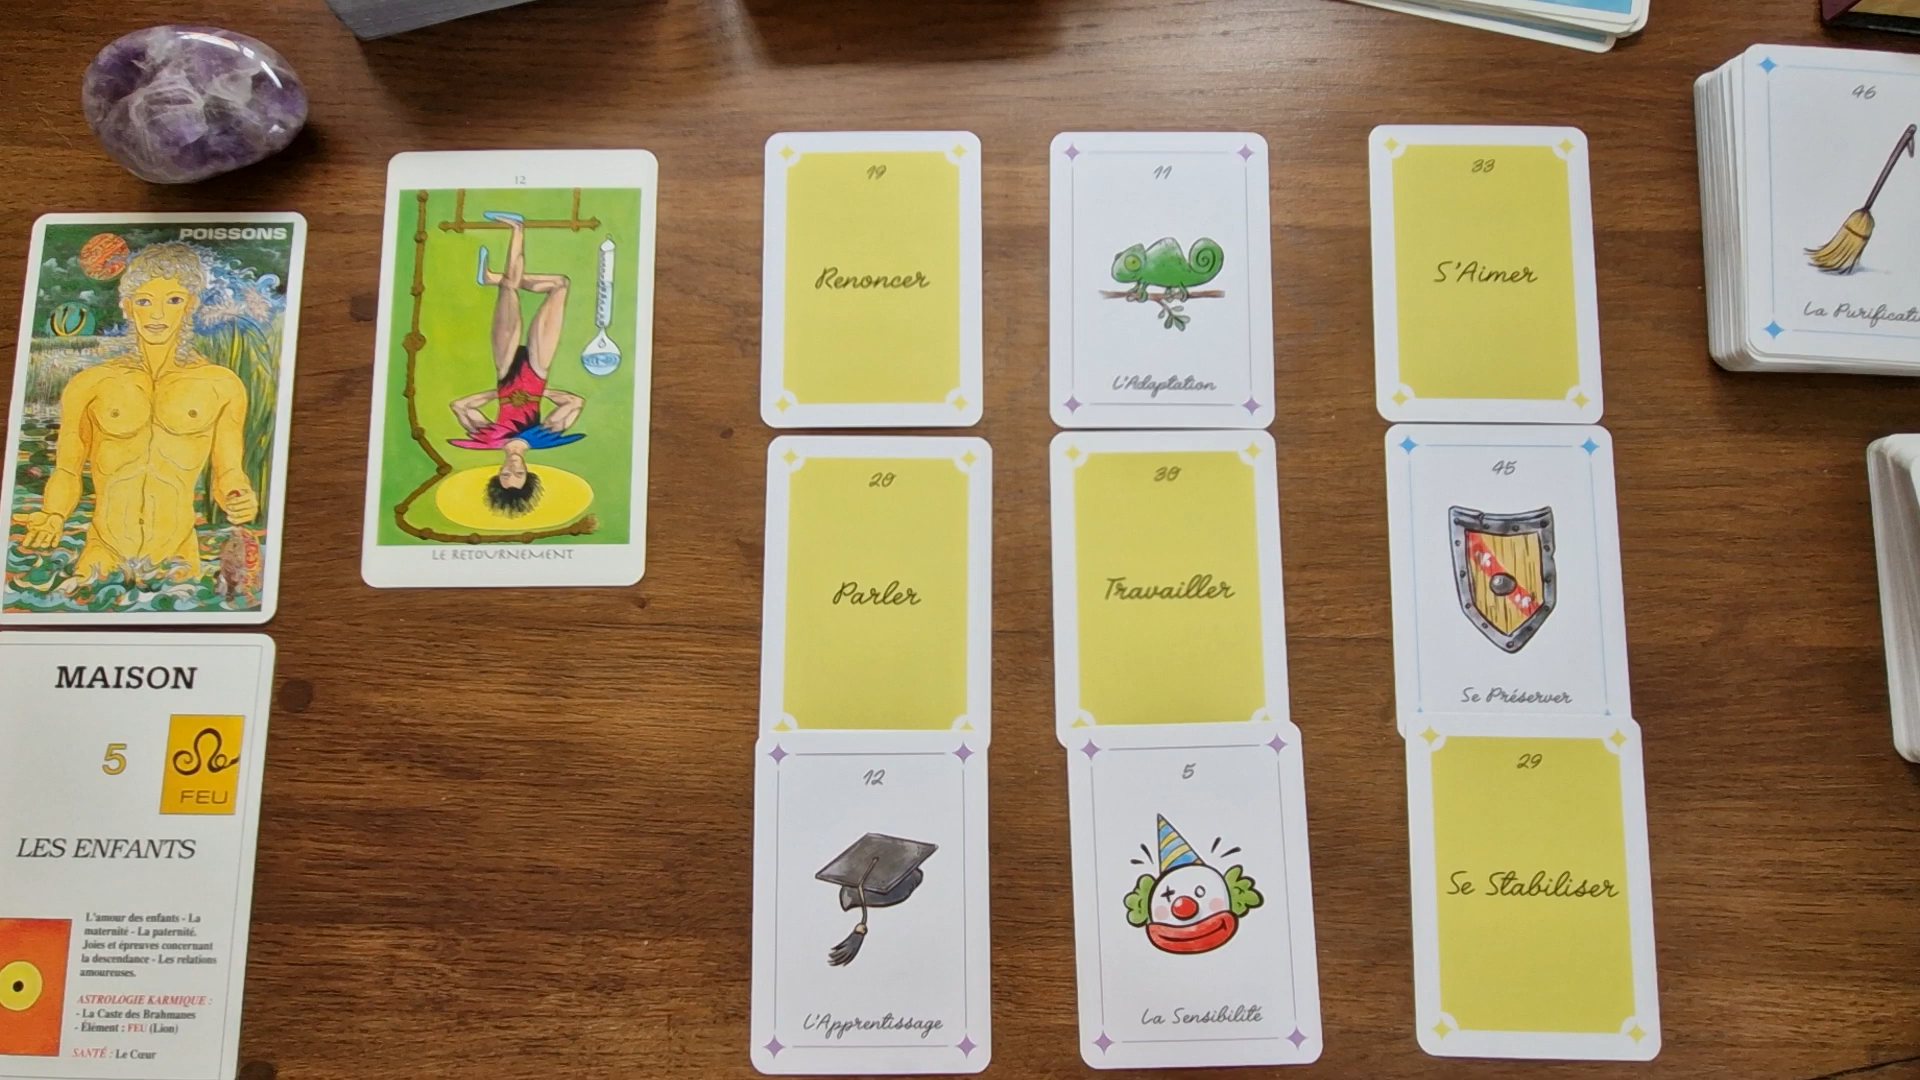 POISSONS
MAISON
5
FEU
LES ENFANTS
L'amour des enfants - La
maternité - La paternité.
Joies et épreuves concernant
la descendance - Les relations
amoureuses.
ASTROLOGIE KARMIQUE :
- La Caste des Brahmanes
- Élément : FEU (Lion)
SANTÉ : Le Cœur
12
LE RETOURNEMENT
19
Renoncer
11
L'Adaptation
33
S'Aimer
20
Parler
30
Travailler
45
Se Préserver
12
L'Apprentissage
5
La Sensibilité
29
Se Stabiliser
46
La